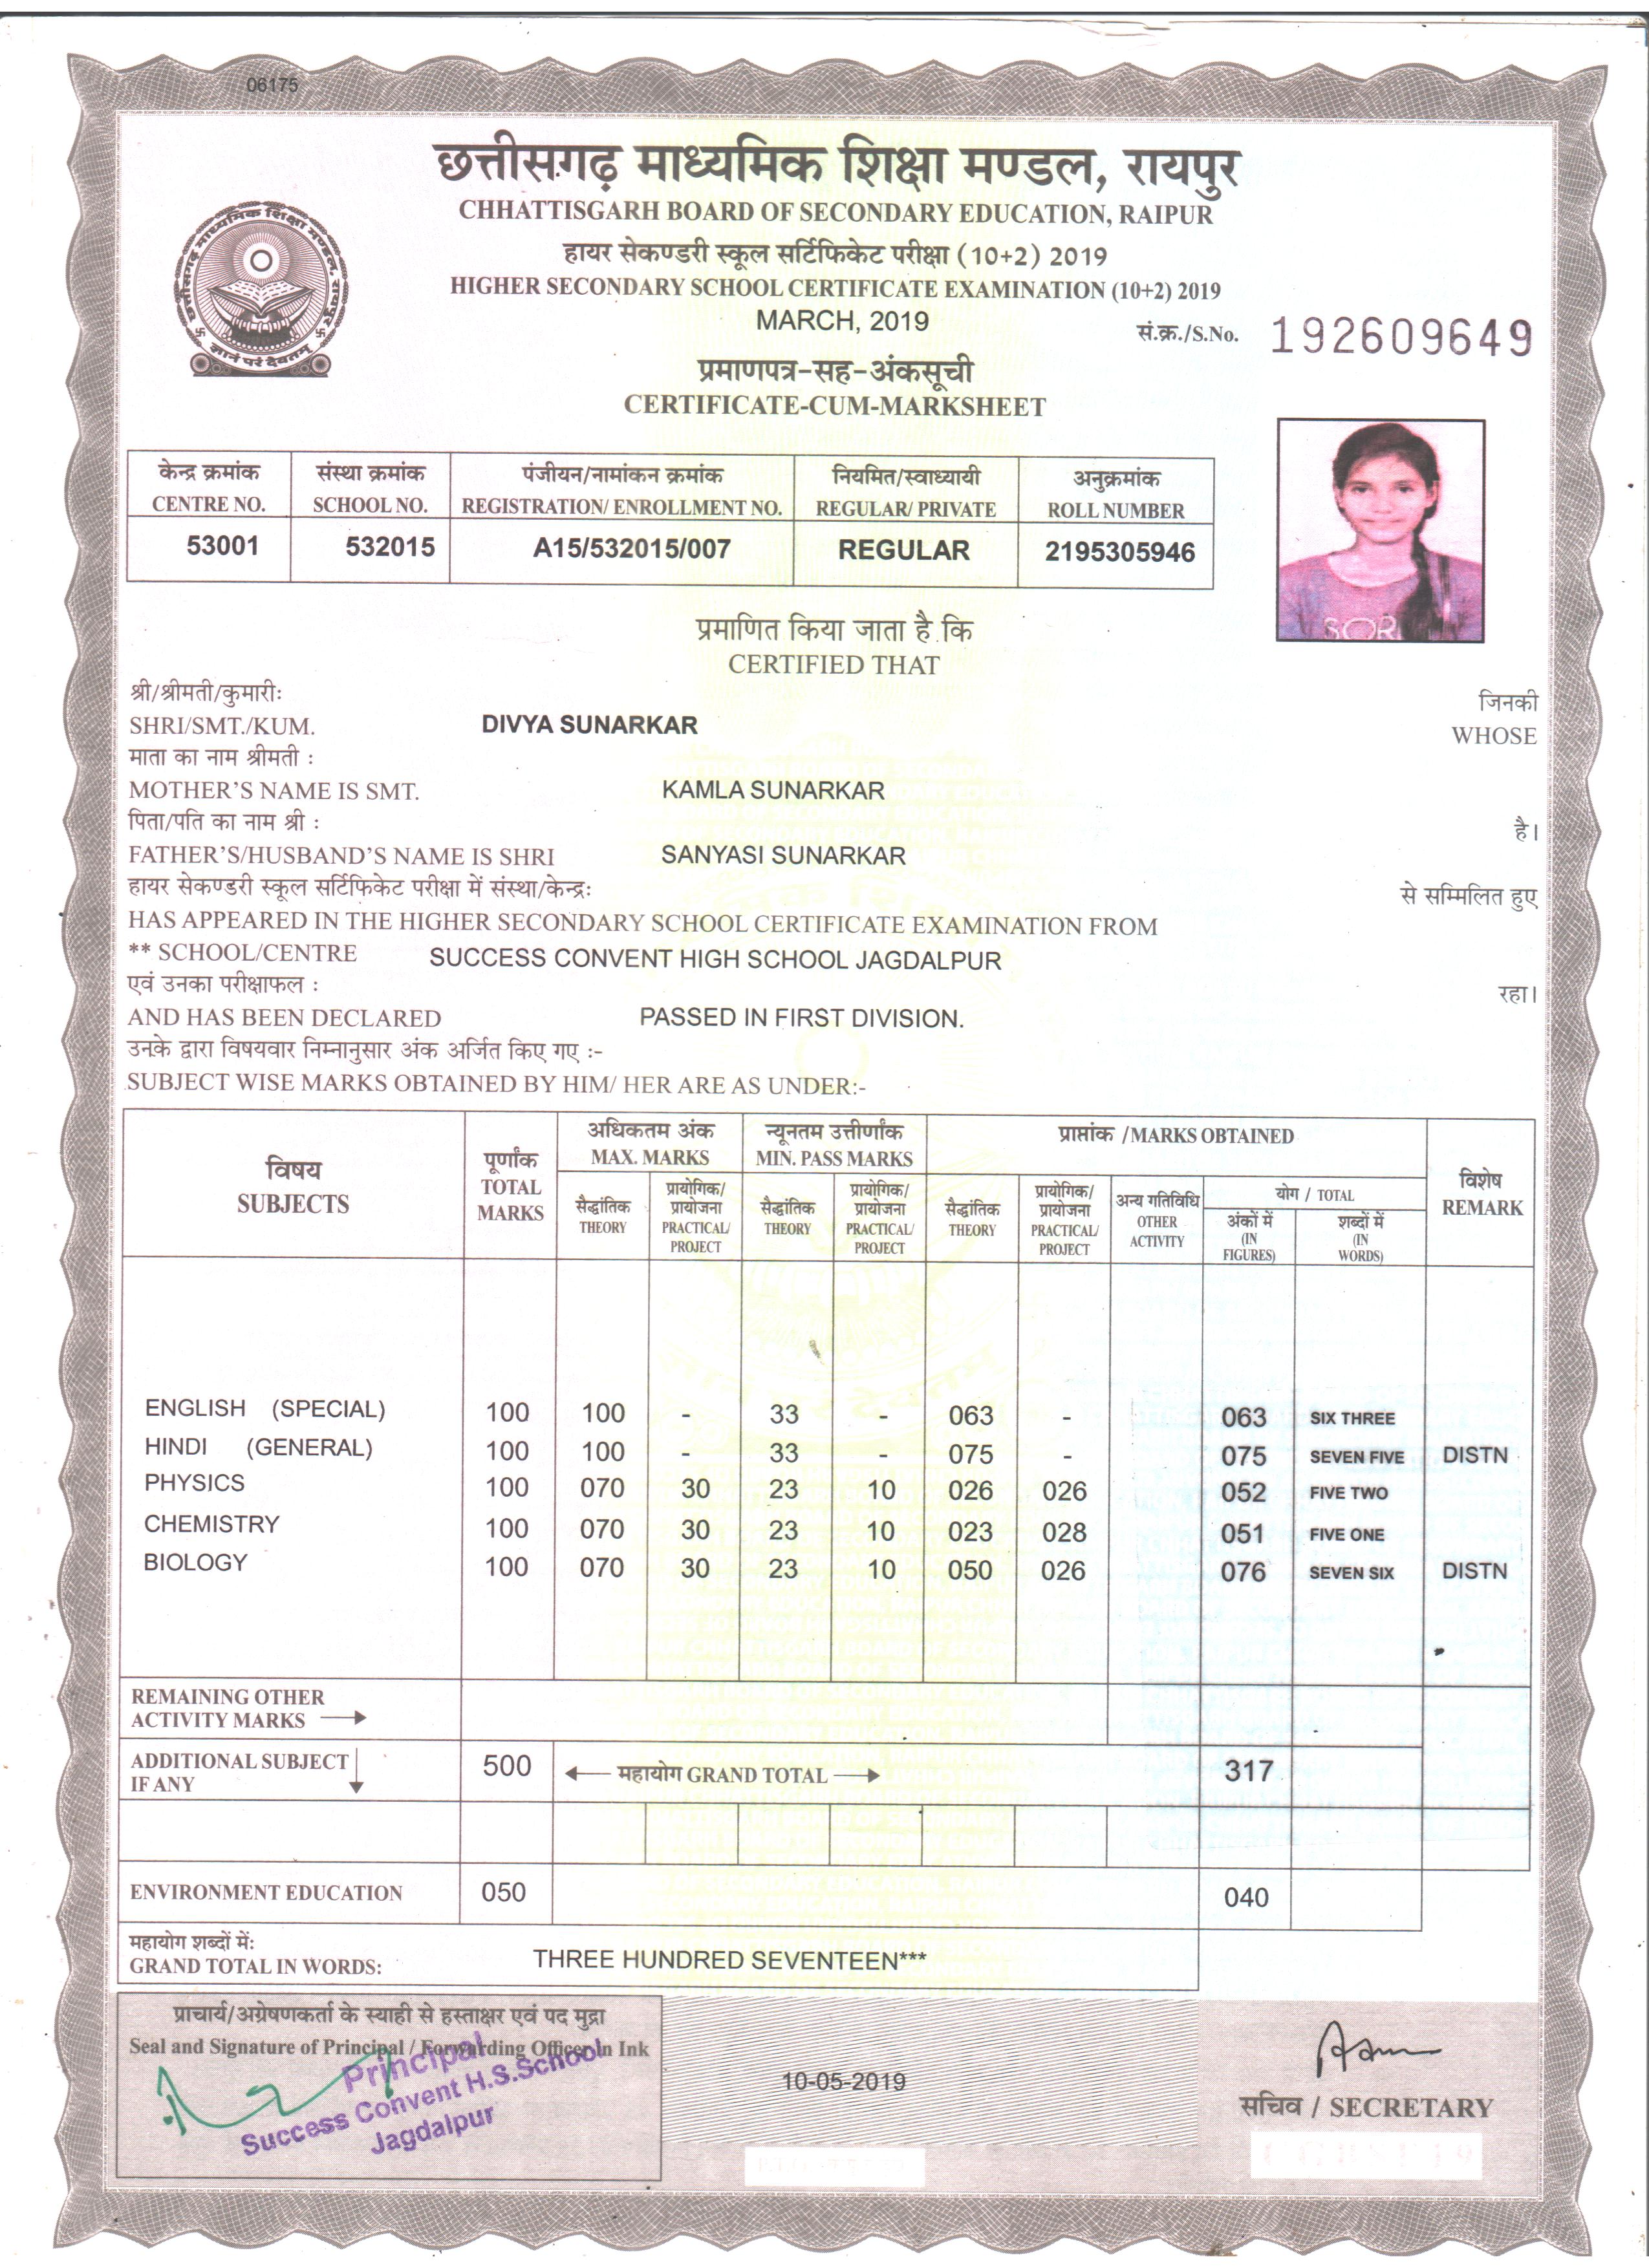 06175
छत्तीसगढ़ माध्यमिक शिक्षा मण्डल, रायपुर
CHHATTISGARH BOARD OF SECONDARY EDUCATION, RAIPUR
हायर सेकण्डरी स्कूल सर्टिफिकेट परीक्षा (10+2) 2019
HIGHER SECONDARY SCHOOL CERTIFICATE EXAMINATION (10+2) 2019
MARCH, 2019
सं.क्र./S.No. 192609649
छत्तीसगढ़ माध्यमिक शिक्षा मण्डल, रायपुर
ज्ञानं परं दैवतम्
प्रमाणपत्र-सह-अंकसूची
CERTIFICATE-CUM-MARKSHEET
केन्द्र क्रमांक संस्था क्रमांक पंजीयन/नामांकन क्रमांक नियमित/स्वाध्यायी अनुक्रमांक
CENTRE NO. SCHOOL NO. REGISTRATION/ ENROLLMENT NO. REGULAR/ PRIVATE ROLL NUMBER
53001 532015 A15/532015/007 REGULAR 2195305946
SOR
प्रमाणित किया जाता है कि
CERTIFIED THAT
श्री/श्रीमती/कुमारीः जिनकी
SHRI/SMT./KUM. DIVYA SUNARKAR WHOSE
माता का नाम श्रीमती :
MOTHER'S NAME IS SMT. KAMLA SUNARKAR
पिता/पति का नाम श्री : है।
FATHER'S/HUSBAND'S NAME IS SHRI SANYASI SUNARKAR
हायर सेकण्डरी स्कूल सर्टिफिकेट परीक्षा में संस्था/केन्द्रः से सम्मिलित हुए
HAS APPEARED IN THE HIGHER SECONDARY SCHOOL CERTIFICATE EXAMINATION FROM
** SCHOOL/CENTRE SUCCESS CONVENT HIGH SCHOOL JAGDALPUR
एवं उनका परीक्षाफल : रहा।
AND HAS BEEN DECLARED PASSED IN FIRST DIVISION.
उनके द्वारा विषयवार निम्नानुसार अंक अर्जित किए गए :-
SUBJECT WISE MARKS OBTAINED BY HIM/ HER ARE AS UNDER:-
विषय
SUBJECTS
पूर्णांक
TOTAL
MARKS
अधिकतम अंक
MAX. MARKS
न्यूनतम उत्तीर्णांक
MIN. PASS MARKS
प्राप्तांक /MARKS OBTAINED
विशेष
REMARK
सैद्धांतिक
THEORY
प्रायोगिक/
प्रायोजना
PRACTICAL/
PROJECT
सैद्धांतिक
THEORY
प्रायोगिक/
प्रायोजना
PRACTICAL/
PROJECT
सैद्धांतिक
THEORY
प्रायोगिक/
प्रायोजना
PRACTICAL/
PROJECT
अन्य गतिविधि
OTHER
ACTIVITY
योग / TOTAL
अंकों में
(IN
FIGURES)
शब्दों में
(IN
WORDS)
ENGLISH (SPECIAL) 100 100 - 33 - 063 - 063 SIX THREE
HINDI (GENERAL) 100 100 - 33 - 075 - 075 SEVEN FIVE DISTN
PHYSICS 100 070 30 23 10 026 026 052 FIVE TWO
CHEMISTRY 100 070 30 23 10 023 028 051 FIVE ONE
BIOLOGY 100 070 30 23 10 050 026 076 SEVEN SIX DISTN
REMAINING OTHER
ACTIVITY MARKS
ADDITIONAL SUBJECT
IF ANY
500 महायोग GRAND TOTAL 317
ENVIRONMENT EDUCATION 050 040
महायोग शब्दों में:
GRAND TOTAL IN WORDS: THREE HUNDRED SEVENTEEN***
प्राचार्य/अग्रेषणकर्ता के स्याही से हस्ताक्षर एवं पद मुद्रा
Seal and Signature of Principal / Forwarding Officer in Ink
Principal
Success Convent H.S.School
Jagdalpur
10-05-2019
सचिव / SECRETARY